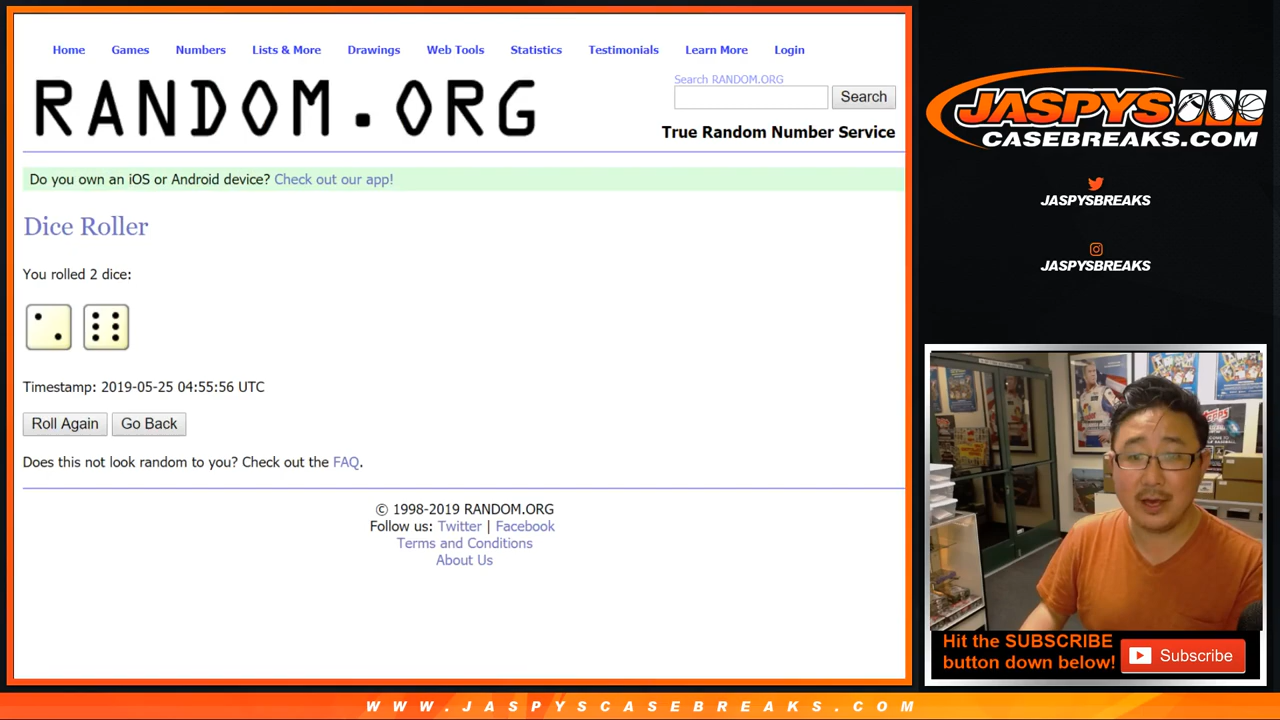 Home Games Numbers Lists & More Drawings Web Tools Statistics Testimonials Learn More Login
RANDOM.ORG
Search RANDOM.ORG
Search
True Random Number Service
Do you own an iOS or Android device? Check out our app!
Dice Roller
You rolled 2 dice:
Timestamp: 2019-05-25 04:55:56 UTC
Roll Again Go Back
Does this not look random to you? Check out the FAQ.
© 1998-2019 RANDOM.ORG
Follow us: Twitter | Facebook
Terms and Conditions
About Us
JASPYS
CASEBREAKS.COM
JASPYSBREAKS
JASPYSBREAKS
topps
Hit the SUBSCRIBE
button down below!
Subscribe
WWW.JASPYSCASEBREAKS.COM